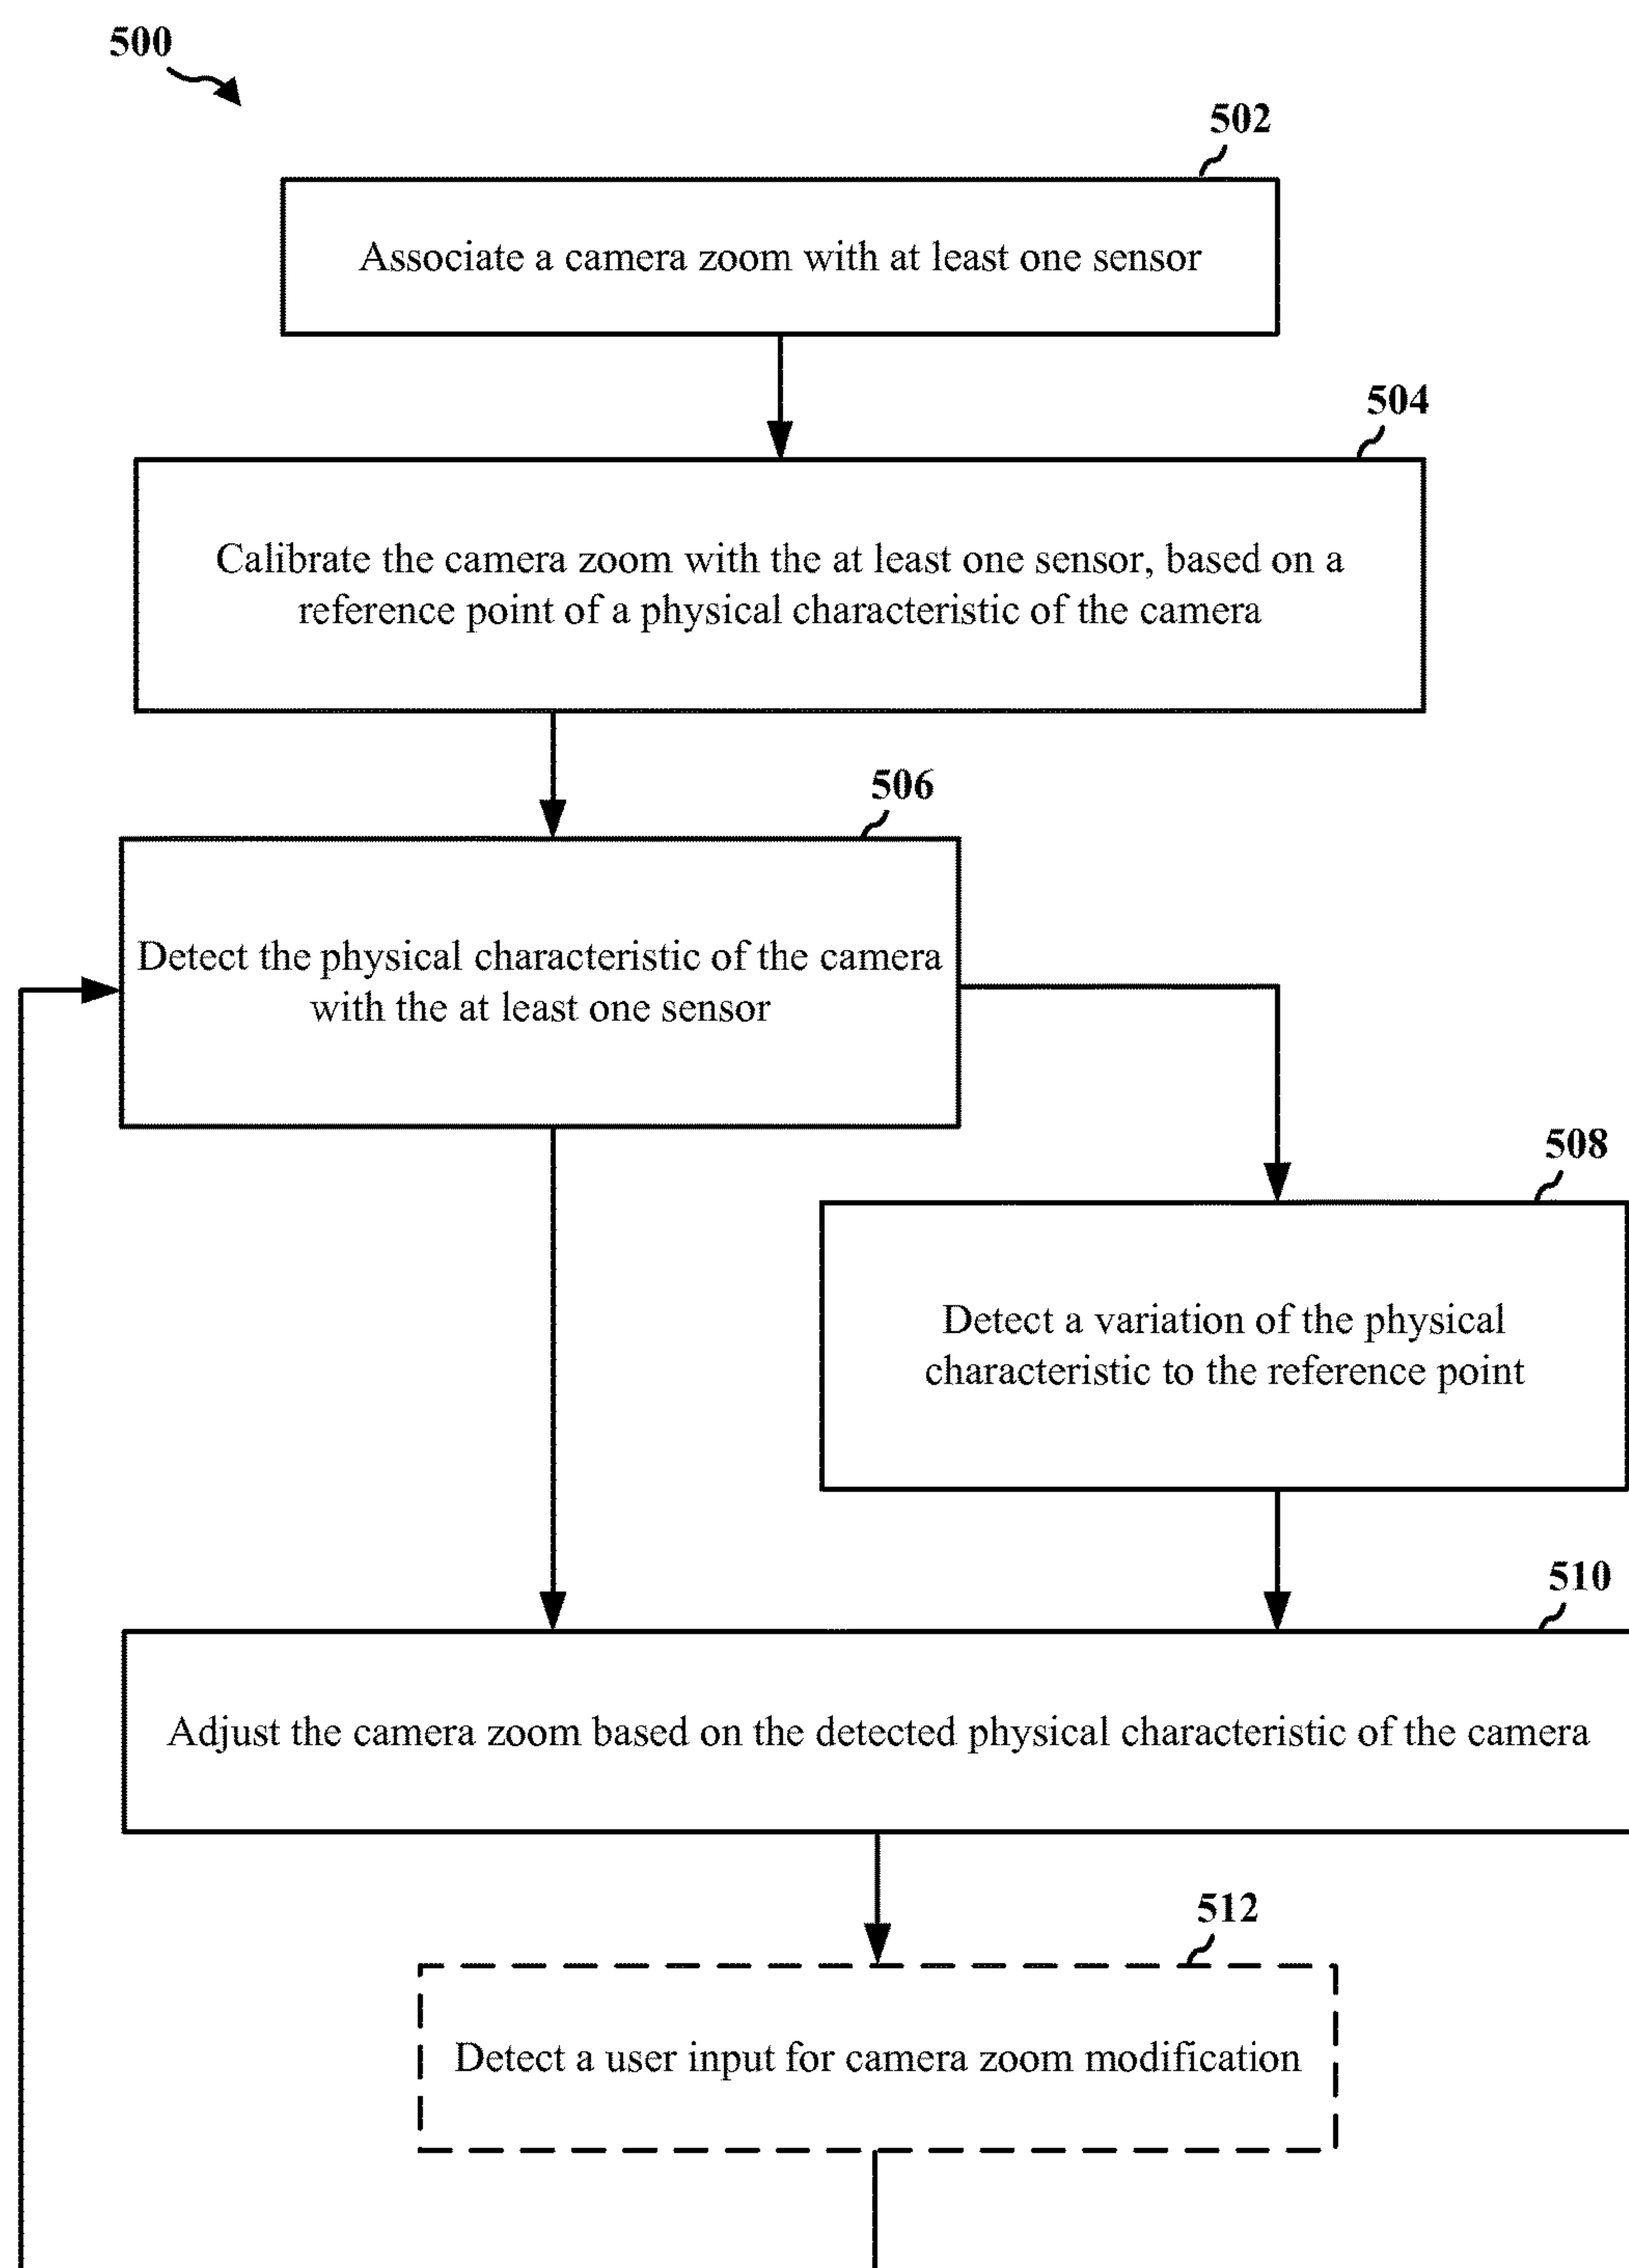 500
502
Associate a camera zoom with at least one sensor
504
Calibrate the camera zoom with the at least one sensor, based on a
reference point of a physical characteristic of the camera
506
Detect the physical characteristic of the camera
with the at least one sensor
508
Detect a variation of the physical
characteristic to the reference point
510
Adjust the camera zoom based on the detected physical characteristic of the camera
512
Detect a user input for camera zoom modification